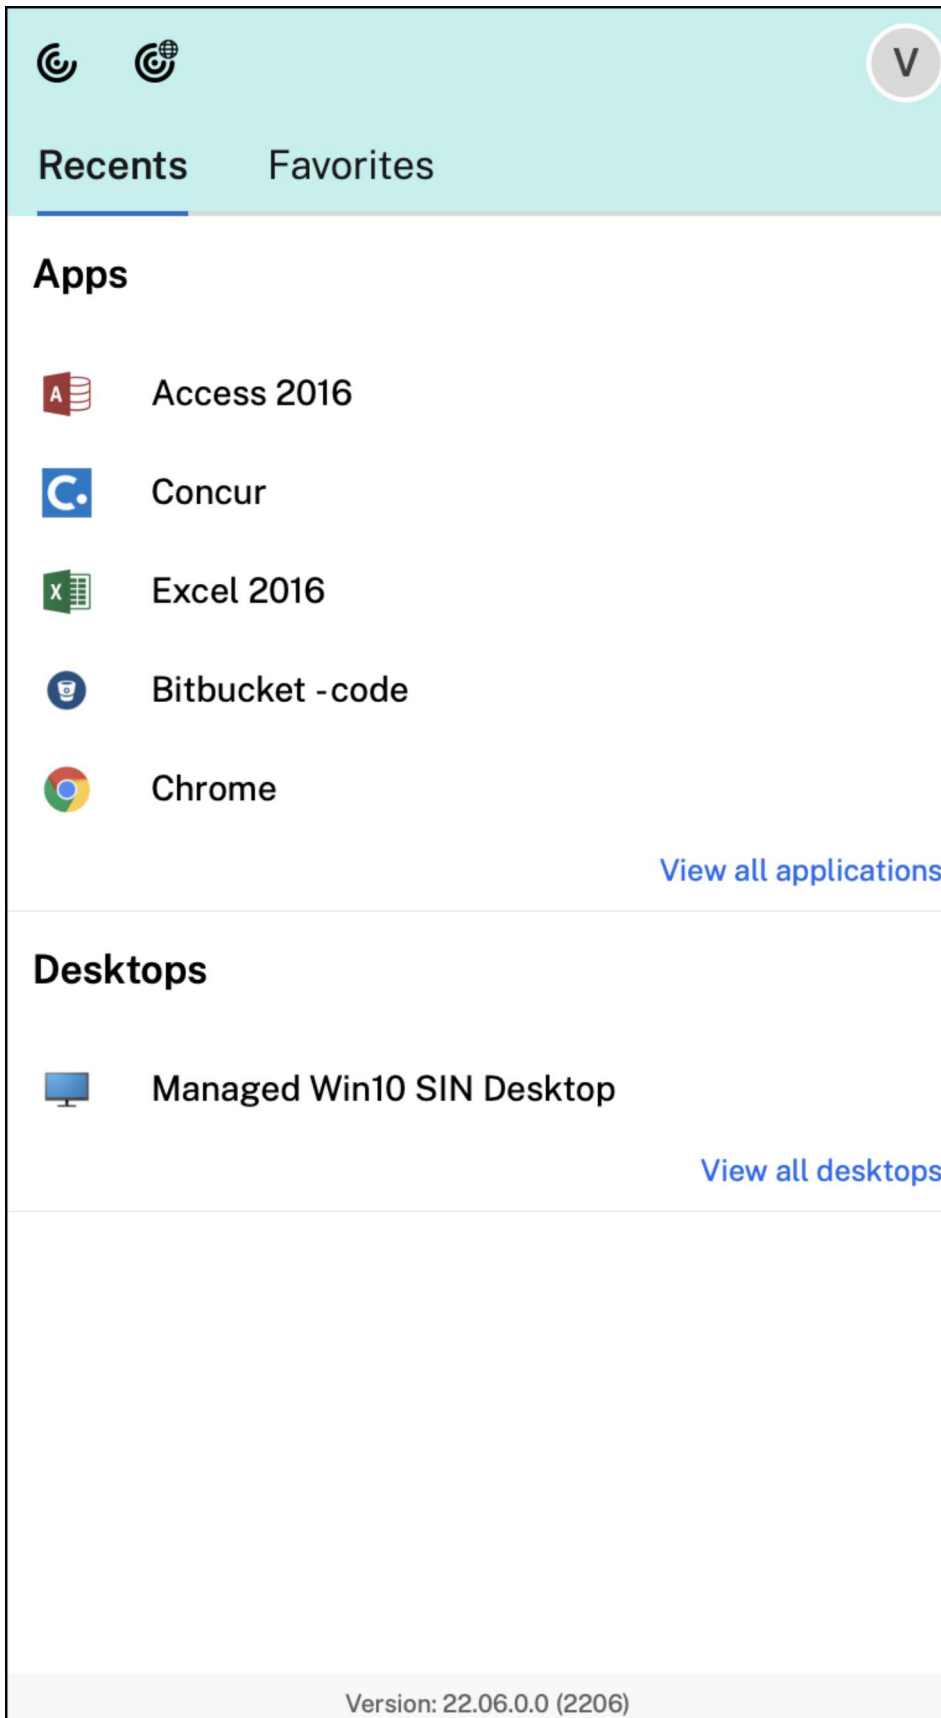 V
Recents Favorites
Apps
A Access 2016
C. Concur
X Excel 2016
Bitbucket - code
Chrome
View all applications
Desktops
Managed Win10 SIN Desktop
View all desktops
Version: 22.06.0.0 (2206)